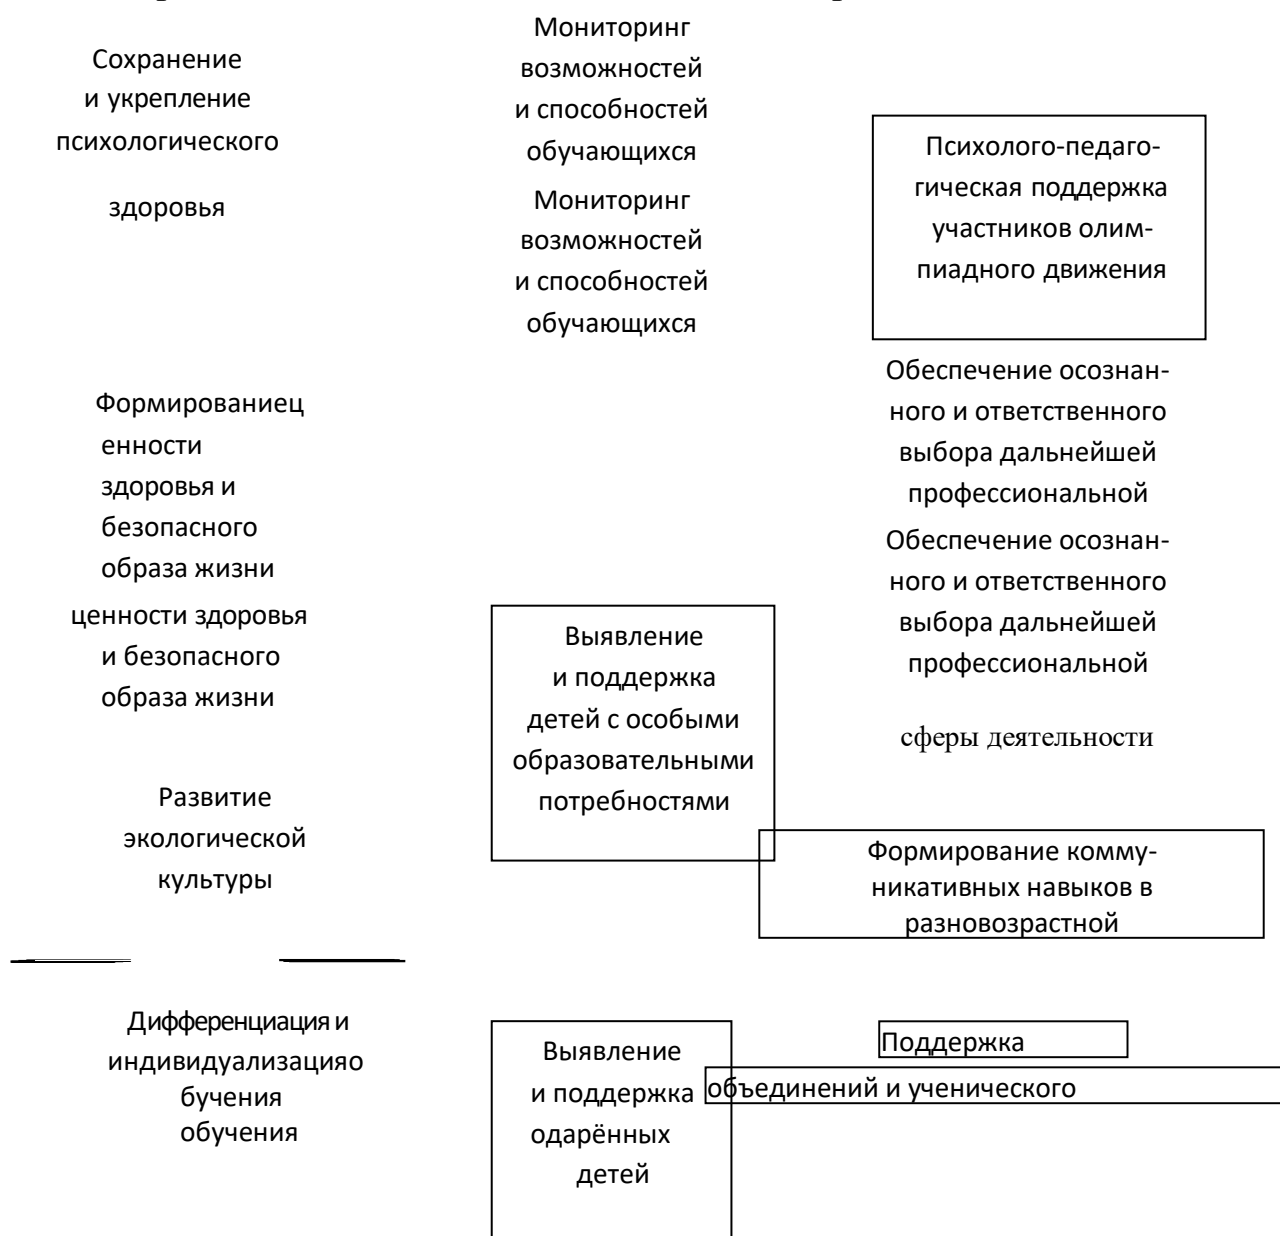 Сохранение
и укрепление
психологического
здоровья
Формированиец
енности
здоровья и
безопасного
образа жизни
ценности здоровья
и безопасного
образа жизни
Развитие
экологической
культуры
Дифференциация и
индивидуализацияо
бучения
обучения
Мониторинг
возможностей
и способностей
обучающихся
Мониторинг
возможностей
и способностей
обучающихся
Выявление
и поддержка
детей с особыми
образовательными
потребностями
Выявление
и поддержка
одарённых
детей
Психолого-педаго-
гическая поддержка
участников олим-
пиадного движения
Обеспечение осознан-
ного и ответственного
выбора дальнейшей
профессиональной
Обеспечение осознан-
ного и ответственного
выбора дальнейшей
профессиональной
сферы деятельности
Формирование комму-
никативных навыков в
разновозрастной
Поддержка
объединений и ученического